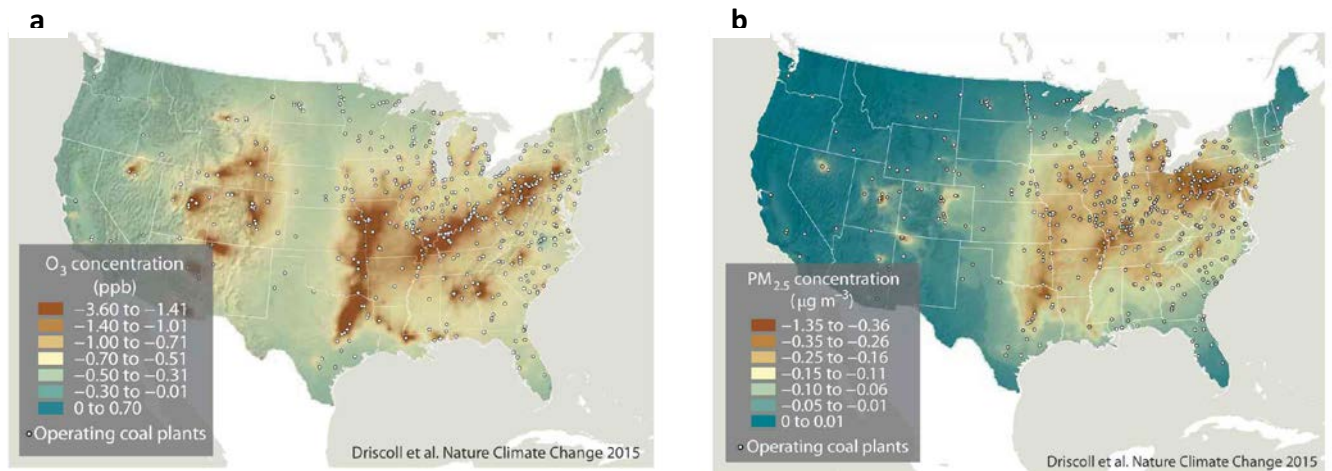 a
O₃ concentration
(ppb)
−3.60 to −1.41
−1.40 to −1.01
−1.00 to −0.71
−0.70 to −0.51
−0.50 to −0.31
−0.30 to −0.01
0 to 0.70
Operating coal plants
Driscoll et al. Nature Climate Change 2015
b
PM₂.₅ concentration
(μg m⁻³)
−1.35 to −0.36
−0.35 to −0.26
−0.25 to −0.16
−0.15 to −0.11
−0.10 to −0.06
−0.05 to −0.01
0 to 0.01
Operating coal plants
Driscoll et al. Nature Climate Change 2015